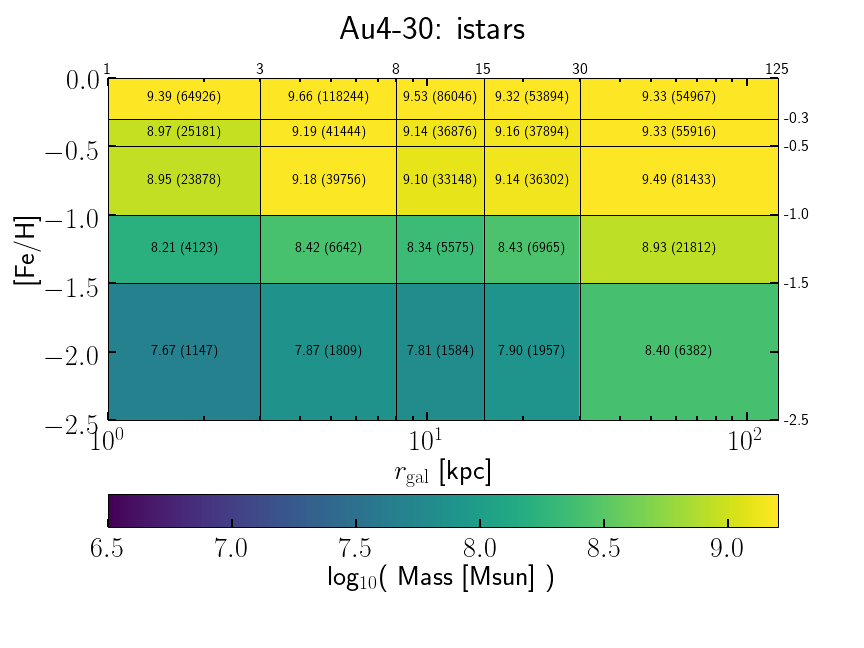 Au4-30: istars
1 3 8 15 30 125
0.0 9.39 (64926) 9.66 (118244) 9.53 (86046) 9.32 (53894) 9.33 (54967)
-0.3
8.97 (25181) 9.19 (41444) 9.14 (36876) 9.16 (37894) 9.33 (55916)
−0.5 -0.5
8.95 (23878) 9.18 (39756) 9.10 (33148) 9.14 (36302) 9.49 (81433)
−1.0 -1.0
[Fe/H]
8.21 (4123) 8.42 (6642) 8.34 (5575) 8.43 (6965) 8.93 (21812)
−1.5 -1.5
−2.0 7.67 (1147) 7.87 (1809) 7.81 (1584) 7.90 (1957) 8.40 (6382)
−2.5 -2.5
10⁰ 10¹ 10²
r_gal [kpc]
6.5 7.0 7.5 8.0 8.5 9.0
log₁₀( Mass [Msun] )